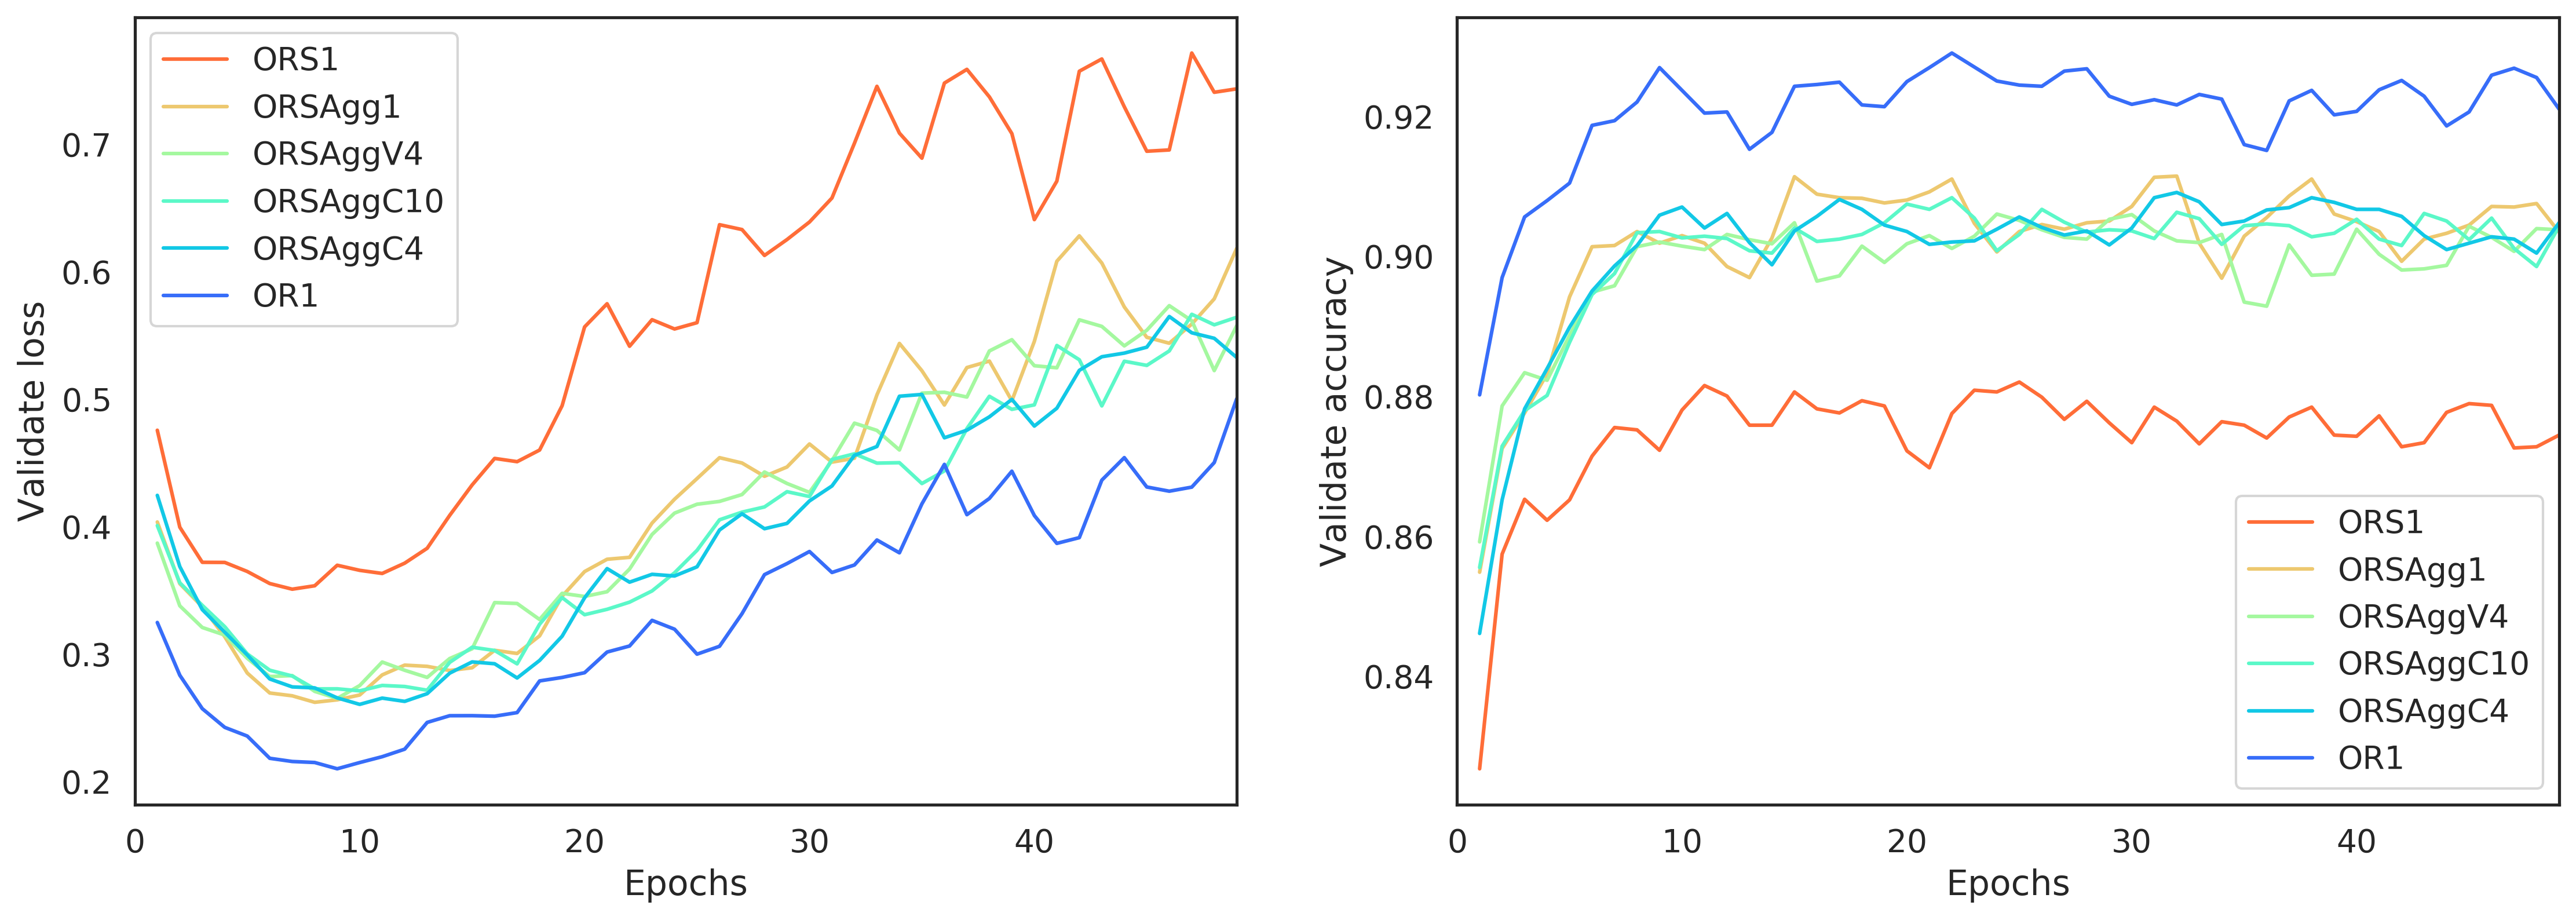 Validate loss
0.7
0.6
0.5
0.4
0.3
0.2
0
10
20
30
40
Epochs
ORS1
ORSAgg1
ORSAggV4
ORSAggC10
ORSAggC4
OR1
Validate accuracy
0.92
0.90
0.88
0.86
0.84
0
10
20
30
40
Epochs
ORS1
ORSAgg1
ORSAggV4
ORSAggC10
ORSAggC4
OR1